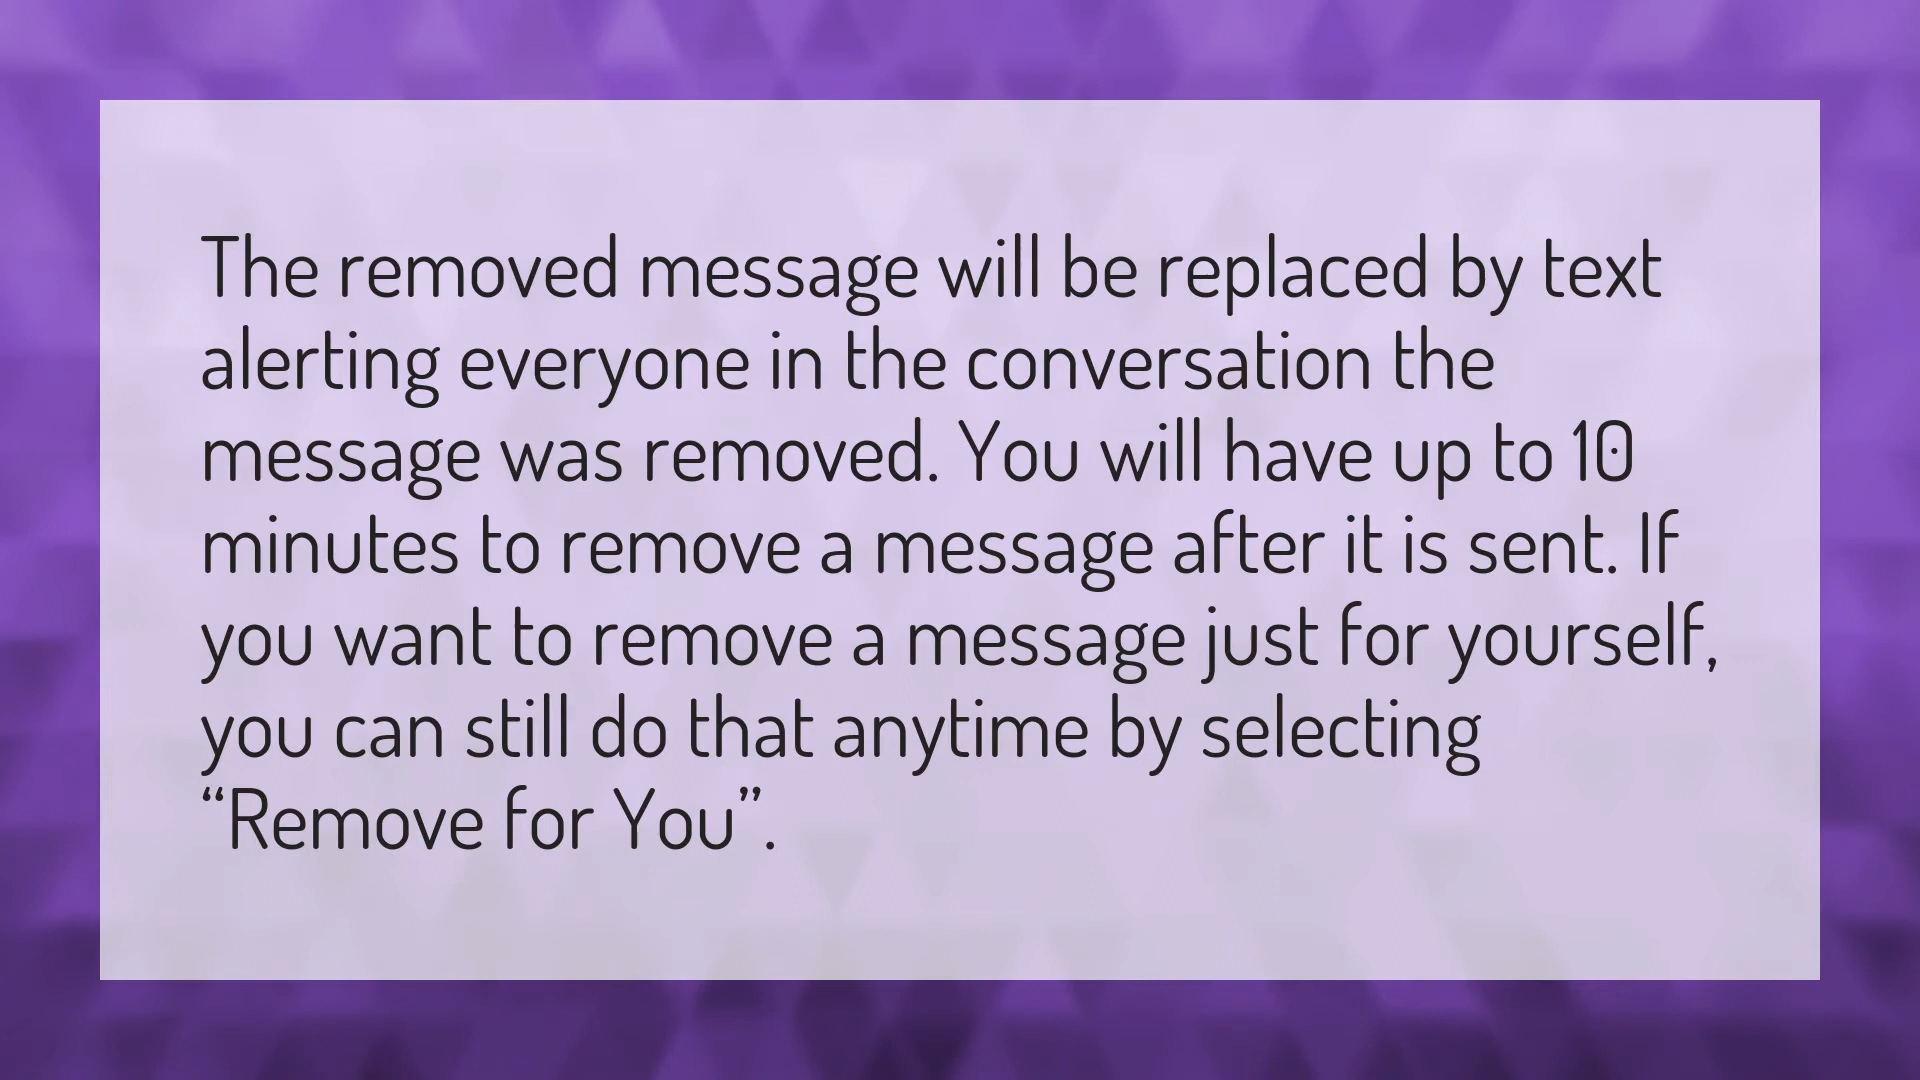 The removed message will be replaced by text
alerting everyone in the conversation the
message was removed. You will have up to 10
minutes to remove a message after it is sent. If
you want to remove a message just for yourself,
you can still do that anytime by selecting
“Remove for You”.